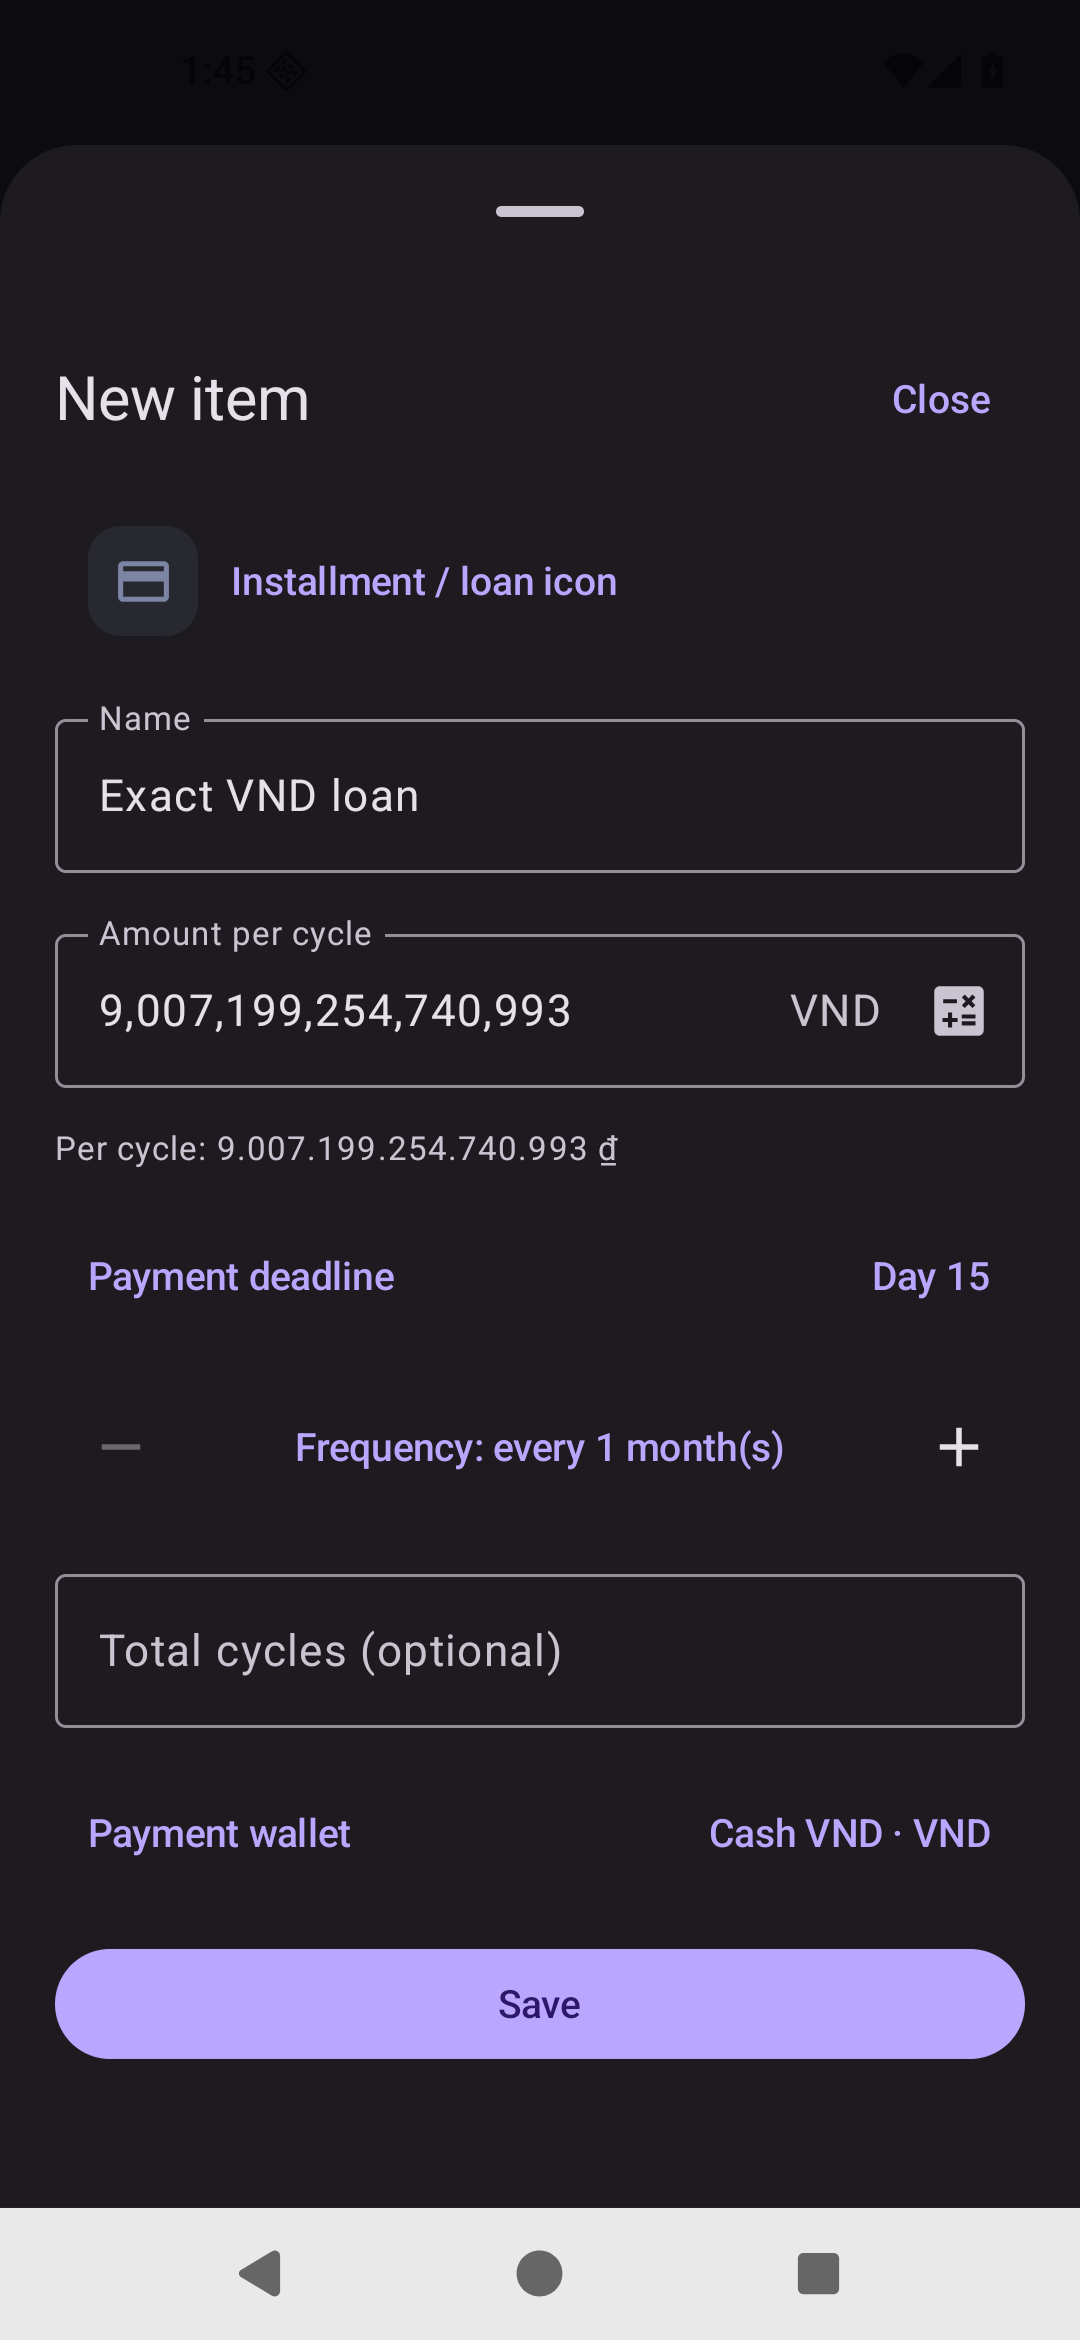 1:45
New item
Close
Installment / loan icon
Name
Exact VND loan
Amount per cycle
9,007,199,254,740,993 VND
Per cycle: 9.007.199.254.740.993 ₫
Payment deadline
Day 15
Frequency: every 1 month(s)
Total cycles (optional)
Payment wallet
Cash VND · VND
Save